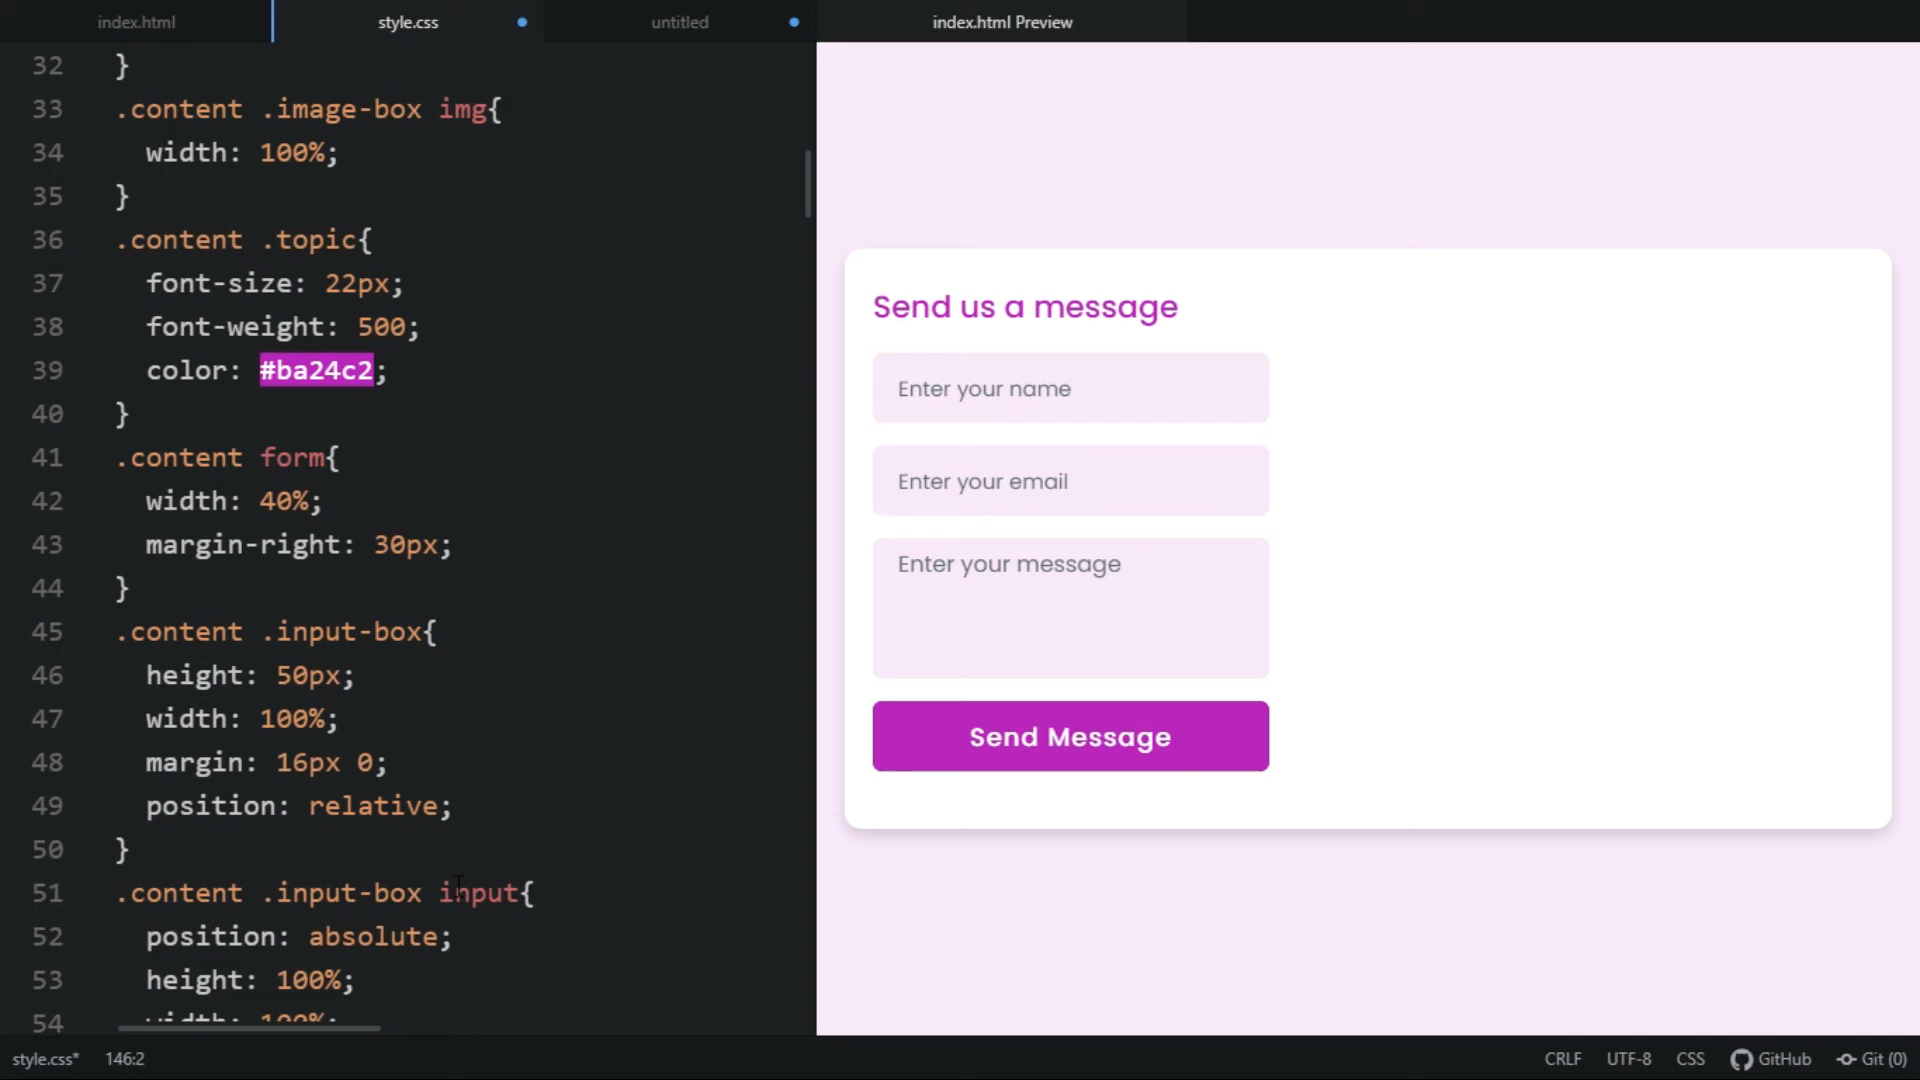 index.html
style.css
untitled
index.html Preview
32 }
33 .content .image-box img{
34 width: 100%;
35 }
36 .content .topic{
37 font-size: 22px;
38 font-weight: 500;
39 color: #ba24c2;
40 }
41 .content form{
42 width: 40%;
43 margin-right: 30px;
44 }
45 .content .input-box{
46 height: 50px;
47 width: 100%;
48 margin: 16px 0;
49 position: relative;
50 }
51 .content .input-box input{
52 position: absolute;
53 height: 100%;
54 width: 100%;
Send us a message
Enter your name
Enter your email
Enter your message
Send Message
style.css* 146:2
CRLF UTF-8 CSS GitHub Git (0)